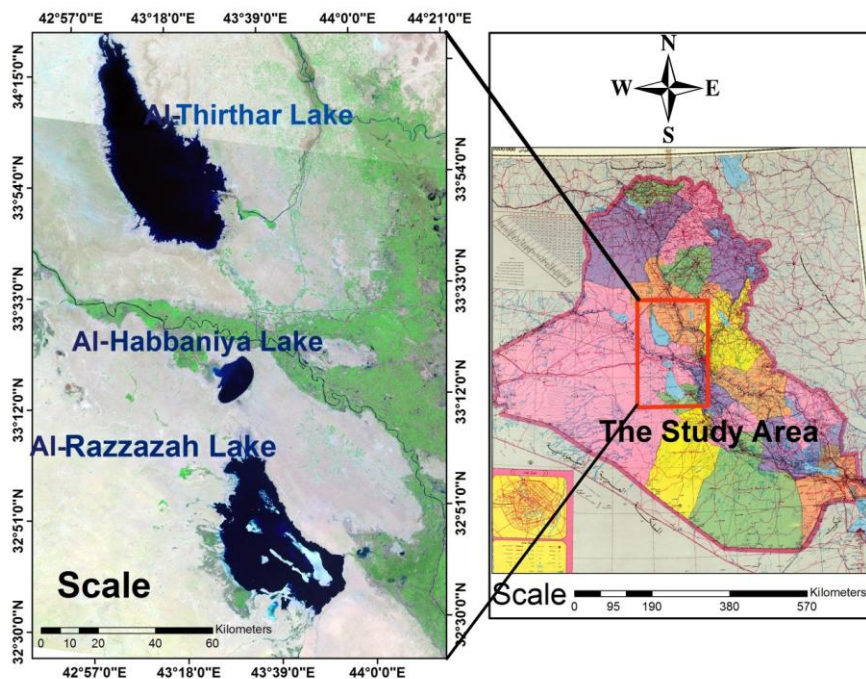 42°57'0"E 43°18'0"E 43°39'0"E 44°0'0"E 44°21'0"E
34°15'0"N
33°54'0"N
33°33'0"N
33°12'0"N
32°51'0"N
32°30'0"N
Al-Thirthar Lake
Al-Habbaniya Lake
Al-Razzazah Lake
Scale
0 10 20 40 60 Kilometers
33°54'0"N
33°33'0"N
33°12'0"N
32°51'0"N
32°30'0"N
42°57'0"E 43°18'0"E 43°39'0"E 44°0'0"E
N
W E
S
The Study Area
Scale 0 95 190 380 570 Kilometers